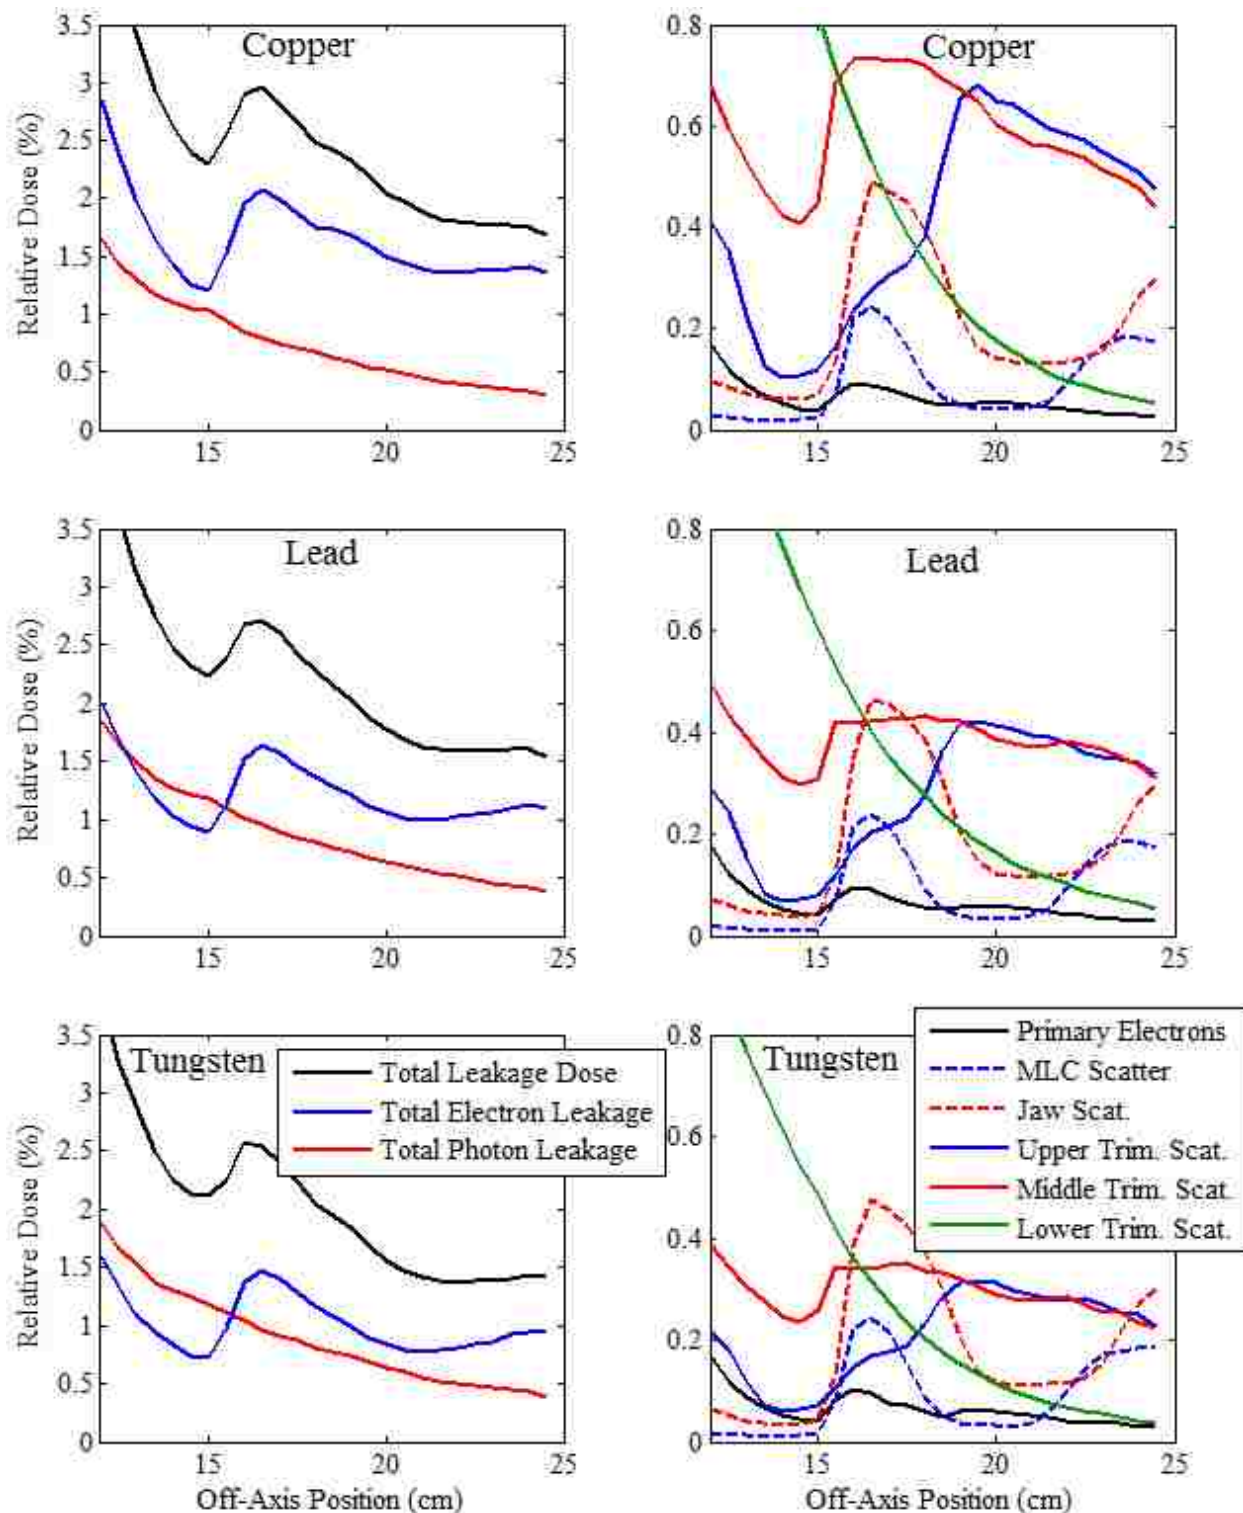 Copper
Relative Dose (%)
3.5
3
2.5
2
1.5
1
0.5
0
15
20
25
Copper
0.8
0.6
0.4
0.2
0
15
20
25
Lead
Relative Dose (%)
3.5
3
2.5
2
1.5
1
0.5
0
15
20
25
Lead
0.8
0.6
0.4
0.2
0
15
20
25
Tungsten
Relative Dose (%)
3.5
3
2.5
2
1.5
1
0.5
0
15
20
25
Off-Axis Position (cm)
Total Leakage Dose
Total Electron Leakage
Total Photon Leakage
Tungsten
0.8
0.6
0.4
0.2
0
15
20
25
Off-Axis Position (cm)
Primary Electrons
MLC Scatter
Jaw Scat.
Upper Trim. Scat.
Middle Trim. Scat.
Lower Trim. Scat.